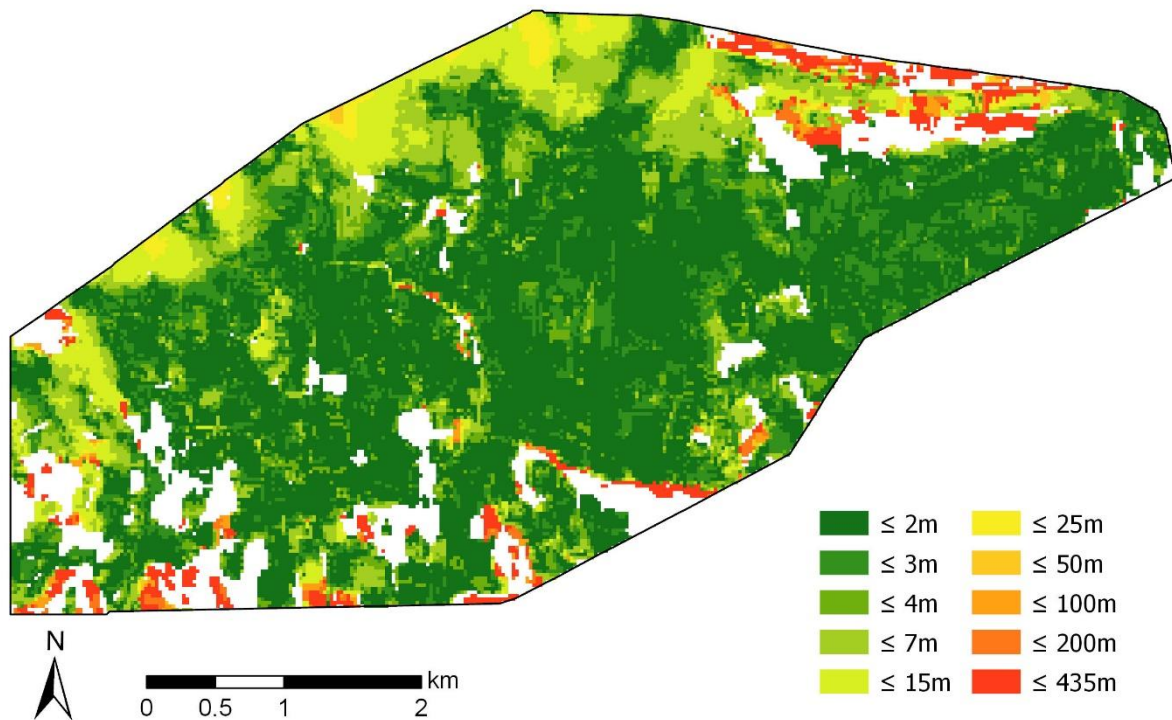 ≤ 2m ≤ 25m
≤ 3m ≤ 50m
≤ 4m ≤ 100m
≤ 7m ≤ 200m
≤ 15m ≤ 435m
N
km
0 0.5 1 2